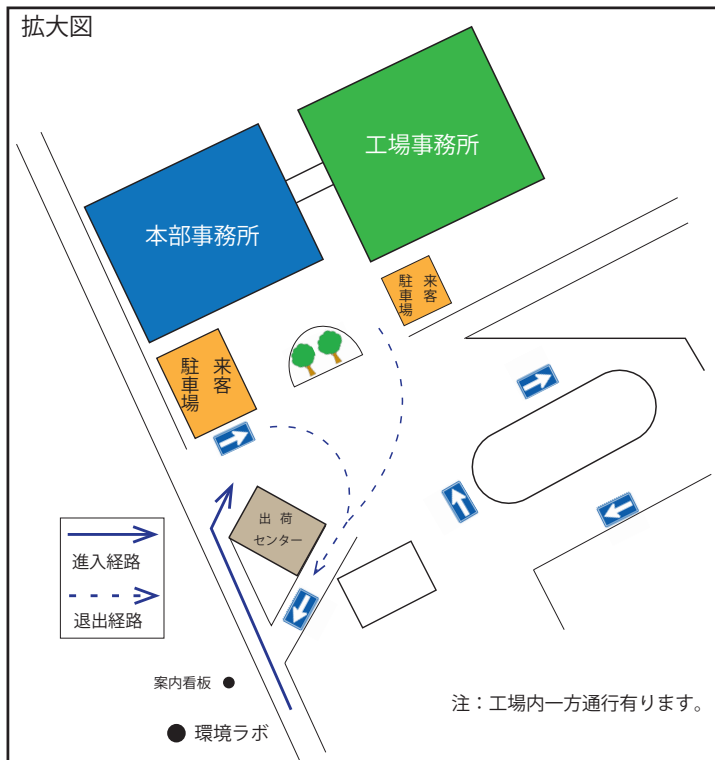 拡大図
工場事務所
本部事務所
来客
駐車場
来客
駐車場
出荷
センター
進入経路
退出経路
案内看板
環境ラボ
注：工場内一方通行有ります。